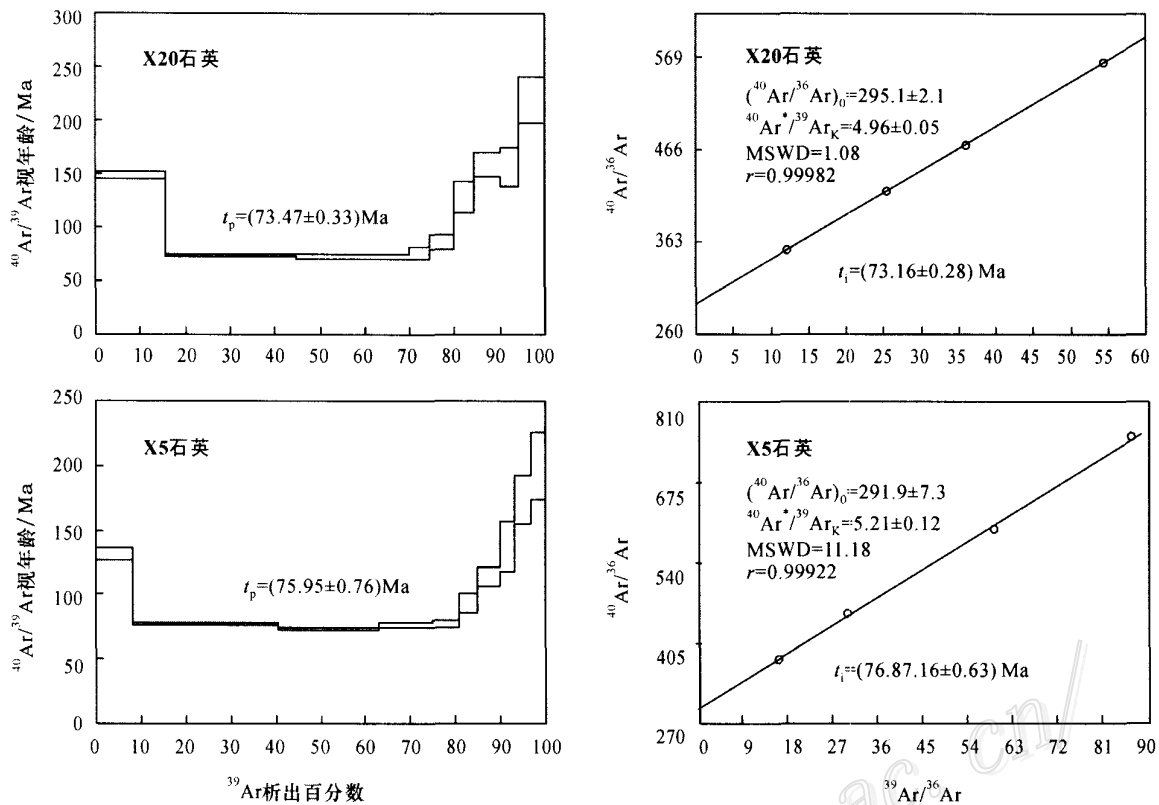 300
250
200
150
100
50
0
⁴⁰Ar/³⁹Ar视年龄/Ma
X20石英
tₚ=(73.47±0.33)Ma
0 10 20 30 40 50 60 70 80 90 100
569
466
363
260
⁴⁰Ar/³⁶Ar
X20石英
(⁴⁰Ar/³⁶Ar)₀=295.1±2.1
⁴⁰Ar*/³⁹Arₖ=4.96±0.05
MSWD=1.08
r=0.99982
tᵢ=(73.16±0.28) Ma
0 5 10 15 20 25 30 35 40 45 50 55 60
250
200
150
100
50
0
⁴⁰Ar/³⁹Ar视年龄/Ma
X5石英
tₚ=(75.95±0.76)Ma
0 10 20 30 40 50 60 70 80 90 100
³⁹Ar析出百分数
810
675
540
405
270
⁴⁰Ar/³⁶Ar
X5石英
(⁴⁰Ar/³⁶Ar)₀=291.9±7.3
⁴⁰Ar*/³⁹Arₖ=5.21±0.12
MSWD=11.18
r=0.99922
tᵢ=(76.87.16±0.63) Ma
0 9 18 27 36 45 54 63 72 81 90
³⁹Ar/³⁶Ar
ac. cn/